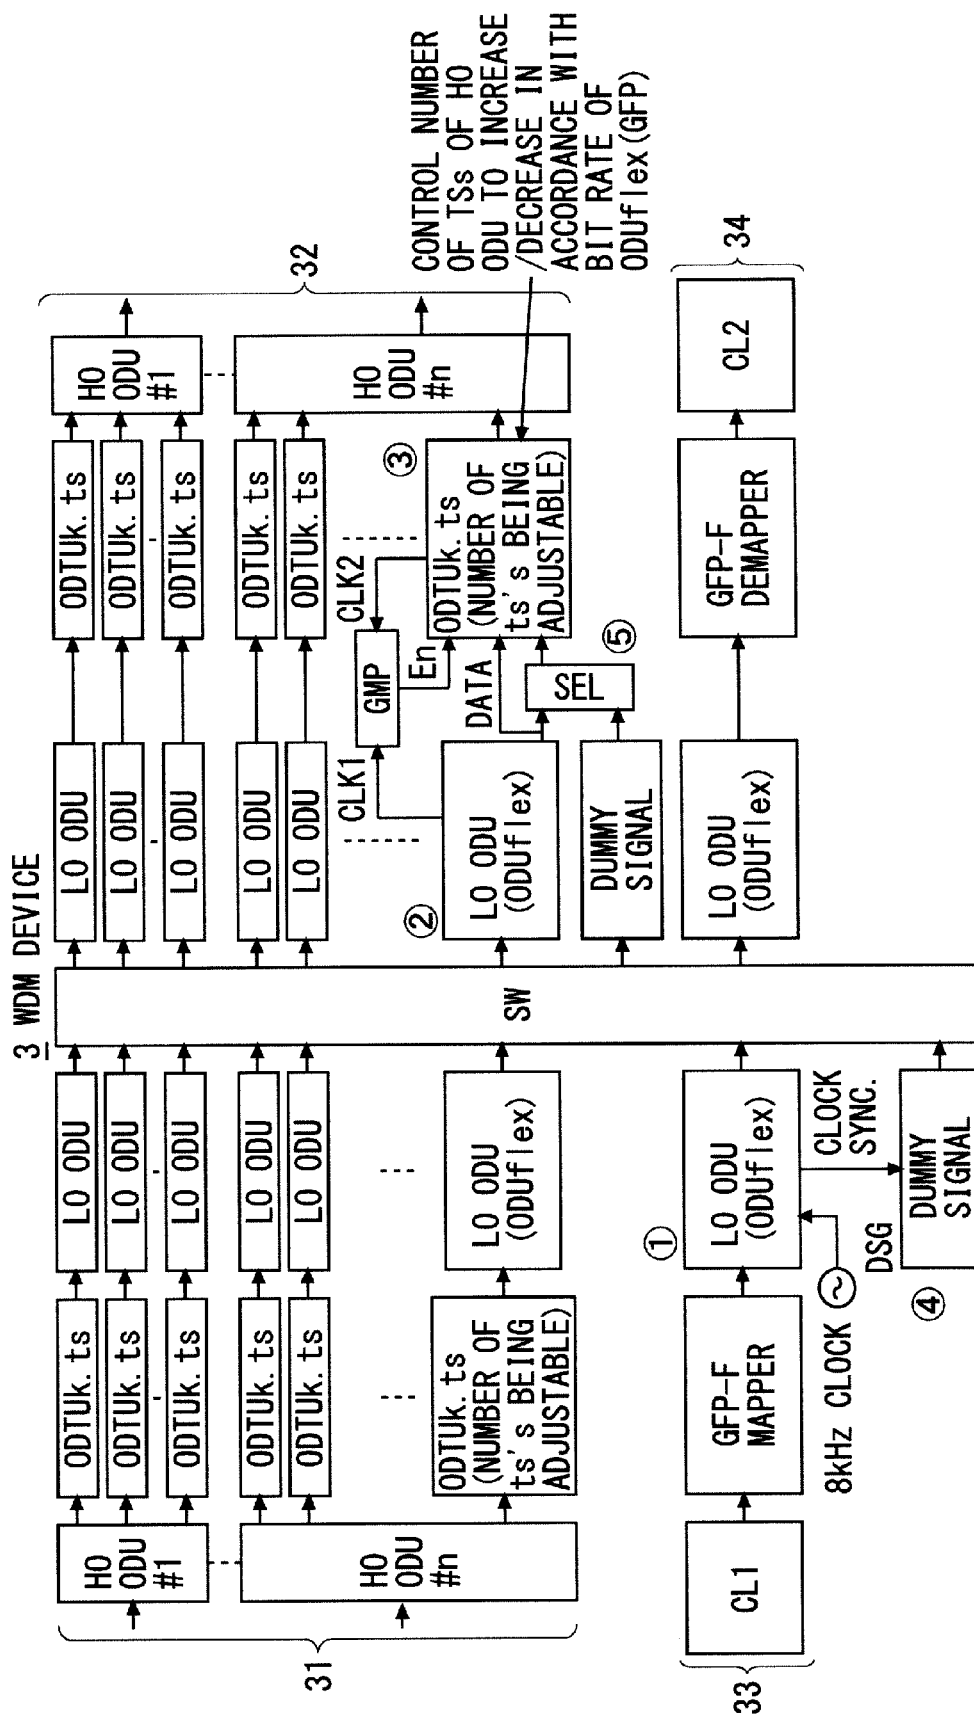 3 WDM DEVICE
31
HO
ODU
#1
HO
ODU
#n
ODTUk.ts
ODTUk.ts
ODTUk.ts
ODTUk.ts
ODTUk.ts
ODTUk.ts
(NUMBER OF
ts's BEING
ADJUSTABLE)
LO ODU
LO ODU
LO ODU
LO ODU
LO ODU
LO ODU
(ODUflex)
SW
LO ODU
LO ODU
LO ODU
LO ODU
LO ODU
②
LO ODU
(ODUflex)
DUMMY
SIGNAL
CLK1
GMP
CLK2
En
DATA
SEL
⑤
ODTUk.ts
ODTUk.ts
ODTUk.ts
ODTUk.ts
ODTUk.ts
③
ODTUk.ts
(NUMBER OF
ts's BEING
ADJUSTABLE)
HO
ODU
#1
HO
ODU
#n
32
CONTROL NUMBER
OF TSs OF HO
ODU TO INCREASE
/DECREASE IN
ACCORDANCE WITH
BIT RATE OF
ODUflex(GFP)
33
CL1
GFP-F
MAPPER
①
LO ODU
(ODUflex)
8kHz CLOCK
CLOCK
SYNC.
DSG
④
DUMMY
SIGNAL
LO ODU
(ODUflex)
GFP-F
DEMAPPER
CL2
34